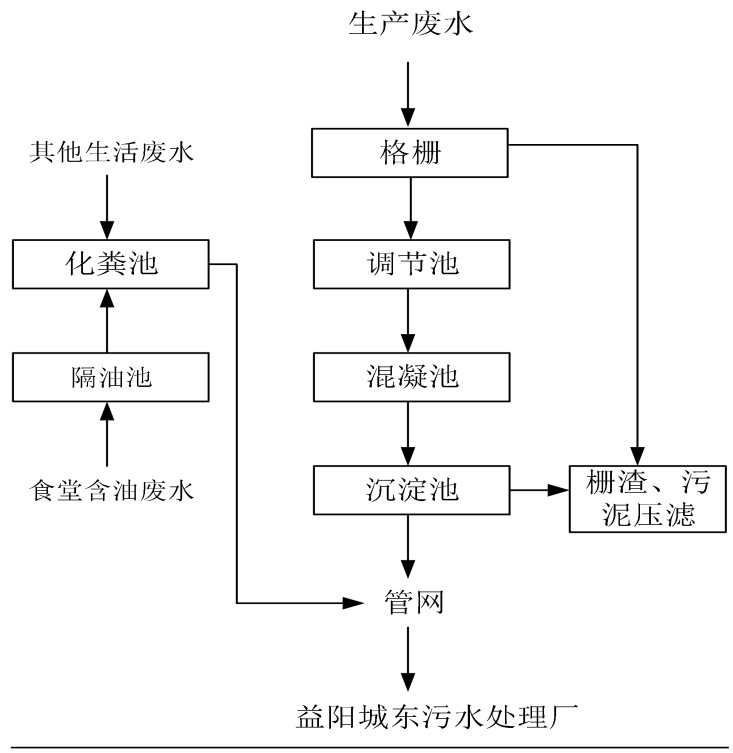 生产废水
格栅
其他生活废水
化粪池
调节池
隔油池
混凝池
食堂含油废水
沉淀池
栅渣、污
泥压滤
管网
益阳城东污水处理厂